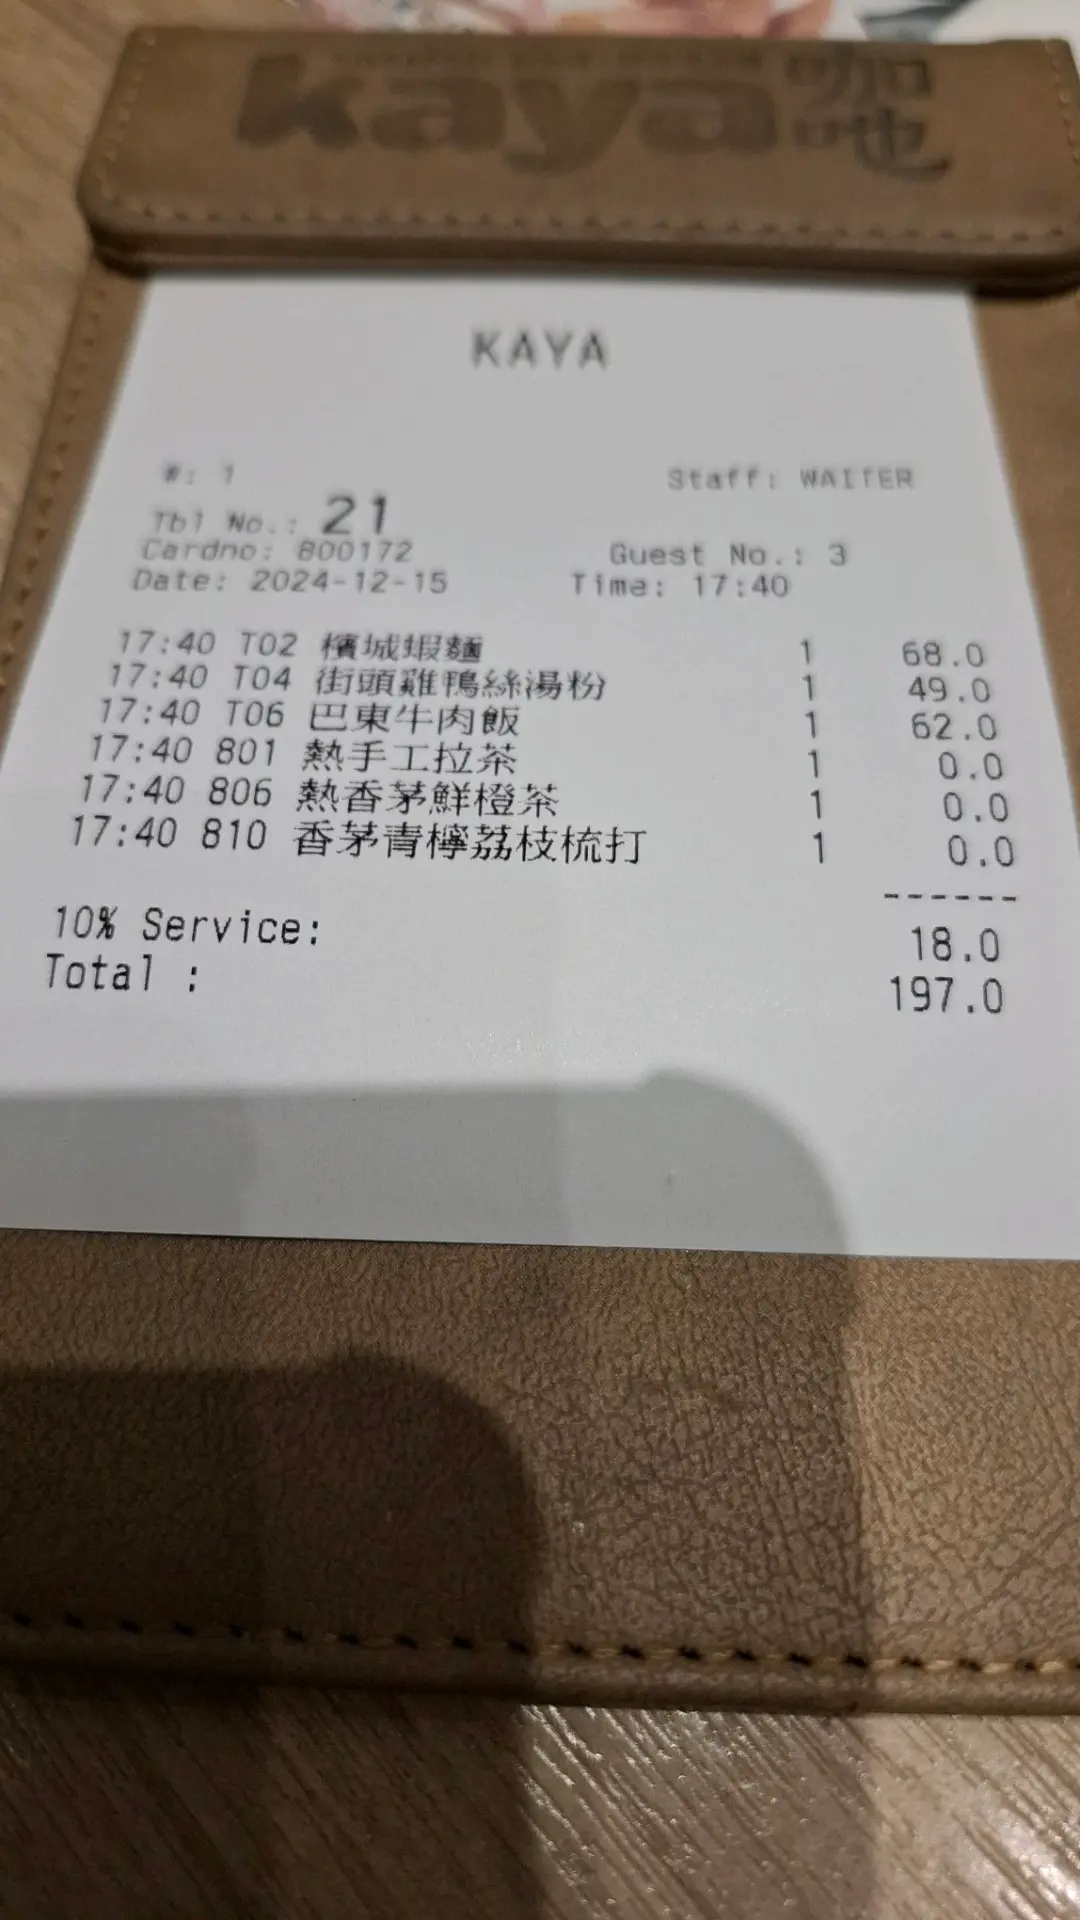 kaya 咖吔
KAYA
#: 1 Staff: WAITER
Tbl No.: 21
Cardno: 800172 Guest No.: 3
Date: 2024-12-15 Time: 17:40
17:40 T02 檳城蝦麵 1 68.0
17:40 T04 街頭雞鴨絲湯粉 1 49.0
17:40 T06 巴東牛肉飯 1 62.0
17:40 801 熱手工拉茶 1 0.0
17:40 806 熱香茅鮮橙茶 1 0.0
17:40 810 香茅青檸荔枝梳打 1 0.0
------
10% Service: 18.0
Total : 197.0